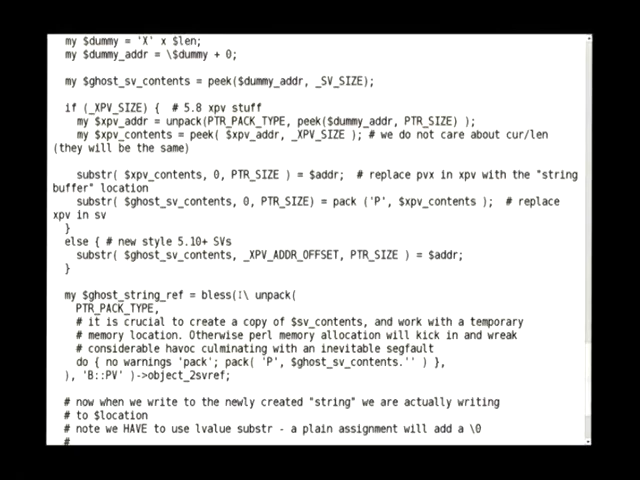 my $dummy = 'X' x $len;
my $dummy_addr = \$dummy + 0;
my $ghost_sv_contents = peek($dummy_addr, _SV_SIZE);
if (_XPV_SIZE) {  # 5.8 xpv stuff
my $xpv_addr = unpack(PTR_PACK_TYPE, peek($dummy_addr, PTR_SIZE) );
my $xpv_contents = peek( $xpv_addr, _XPV_SIZE ); # we do not care about cur/len
(they will be the same)
substr( $xpv_contents, 0, PTR_SIZE ) = $addr;  # replace pvx in xpv with the "string
buffer" location
substr( $ghost_sv_contents, 0, PTR_SIZE) = pack ('P', $xpv_contents );  # replace
xpv in sv
}
else { # new style 5.10+ SVs
substr( $ghost_sv_contents, _XPV_ADDR_OFFSET, PTR_SIZE ) = $addr;
}
my $ghost_string_ref = bless( \ unpack(
PTR_PACK_TYPE,
# it is crucial to create a copy of $sv_contents, and work with a temporary
# memory location. Otherwise perl memory allocation will kick in and wreak
# considerable havoc culminating with an inevitable segfault
do { no warnings 'pack'; pack( 'P', $ghost_sv_contents.'' ) },
), 'B::PV' )->object_2svref;
# now when we write to the newly created "string" we are actually writing
# to $location
# note we HAVE to use lvalue substr - a plain assignment will add a \0
#